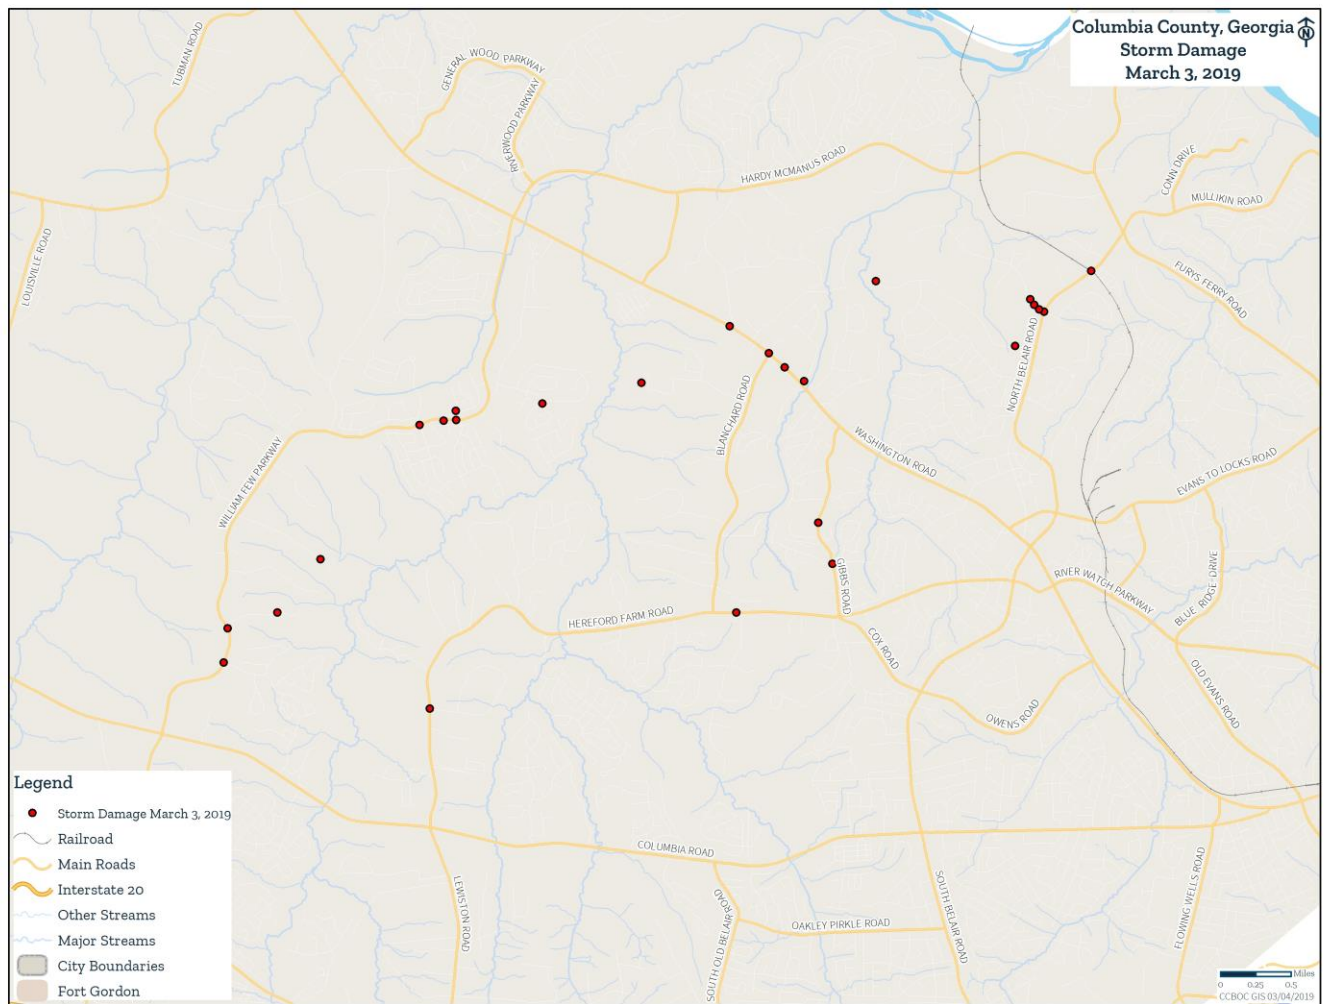 Columbia County, Georgia
Storm Damage
March 3, 2019
N
TUBMAN ROAD
GENERAL WOOD PARKWAY
RIVERWOOD PARKWAY
HARDY MCMANUS ROAD
CONN DRIVE
MULLIKIN ROAD
LOUISVILLE ROAD
FURYS FERRY ROAD
NORTH BELAIR ROAD
BLANCHARD ROAD
WASHINGTON ROAD
WILLIAM FEW PARKWAY
EVANS TO LOCKS ROAD
GIBBS ROAD
RIVER WATCH PARKWAY
BLUE RIDGE DRIVE
HEREFORD FARM ROAD
COX ROAD
OLD EVANS ROAD
OWENS ROAD
COLUMBIA ROAD
LEWISTON ROAD
SOUTH OLD BELAIR ROAD
OAKLEY PIRKLE ROAD
SOUTH BELAIR ROAD
FLOWING WELLS ROAD
Legend
Storm Damage March 3, 2019
Railroad
Main Roads
Interstate 20
Other Streams
Major Streams
City Boundaries
Fort Gordon
Miles
0 0.25 0.5
CCBOC GIS 03/04/2019